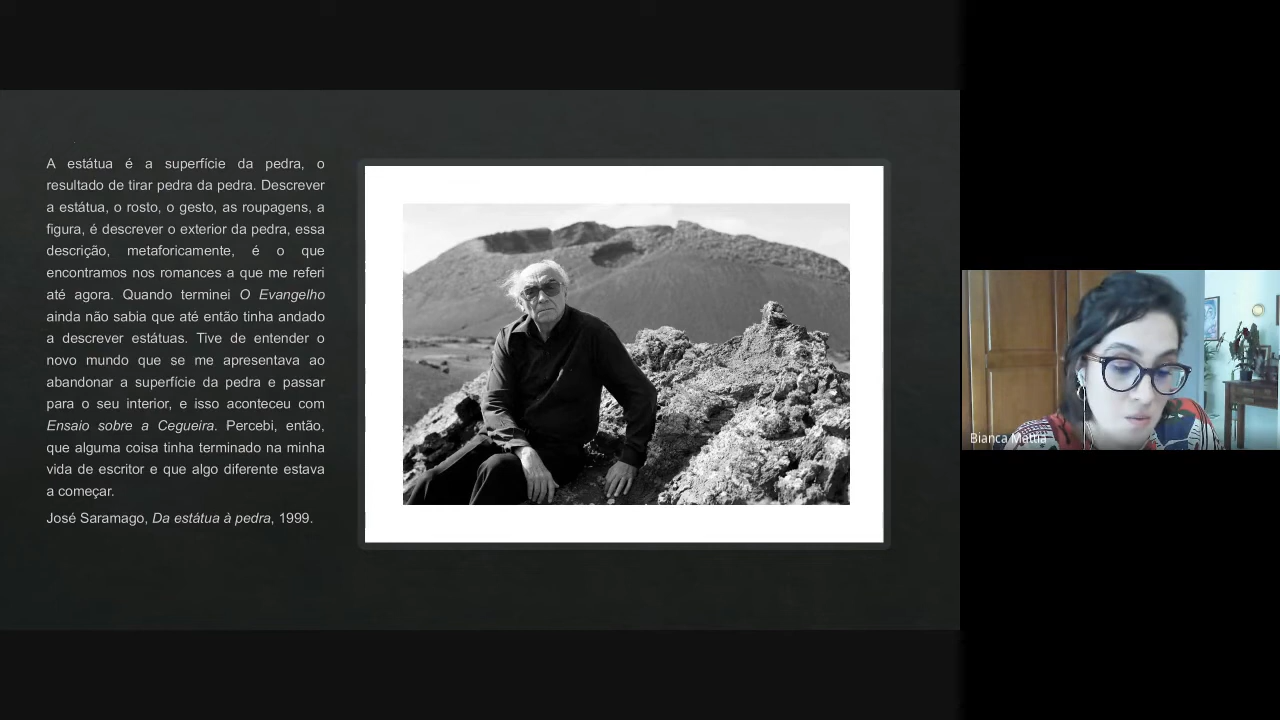 A estátua é a superfície da pedra, o
resultado de tirar pedra da pedra. Descrever
a estátua, o rosto, o gesto, as roupagens, a
figura, é descrever o exterior da pedra, essa
descrição, metaforicamente, é o que
encontramos nos romances a que me referi
até agora. Quando terminei O Evangelho
ainda não sabia que até então tinha andado
a descrever estátuas. Tive de entender o
novo mundo que se me apresentava ao
abandonar a superfície da pedra e passar
para o seu interior, e isso aconteceu com
Ensaio sobre a Cegueira. Percebi, então,
que alguma coisa tinha terminado na minha
vida de escritor e que algo diferente estava
a começar.
José Saramago, Da estátua à pedra, 1999.
Bianca Mattia